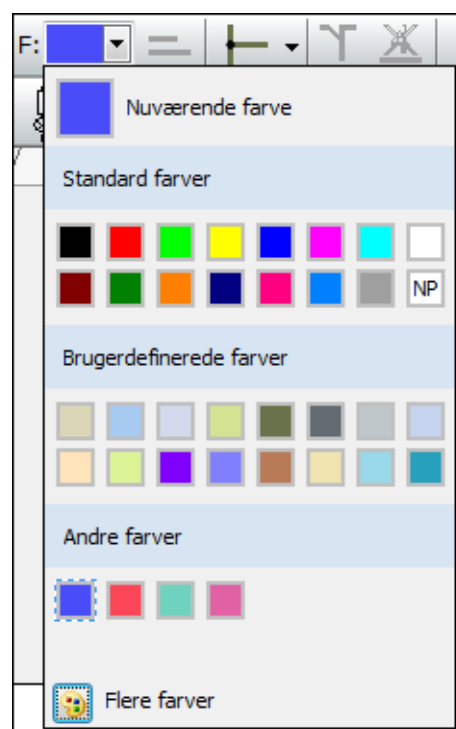 F:
Nuværende farve
Standard farver
NP
Brugerdefinerede farver
Andre farver
Flere farver